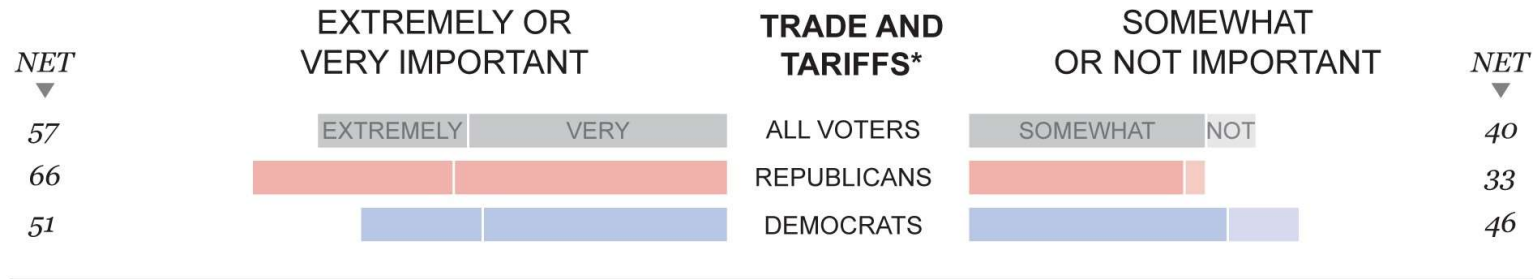 EXTREMELY OR
VERY IMPORTANT
TRADE AND
TARIFFS*
SOMEWHAT
OR NOT IMPORTANT
NET
NET
57 EXTREMELY VERY ALL VOTERS SOMEWHAT NOT 40
66 REPUBLICANS 33
51 DEMOCRATS 46